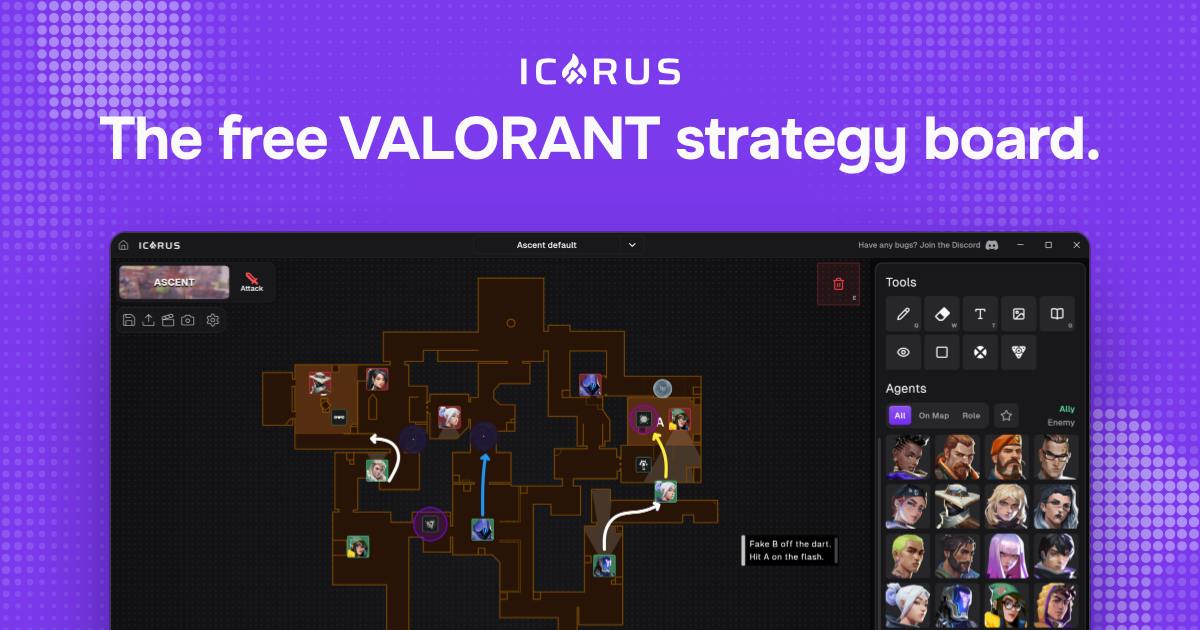 ICARUS
The free VALORANT strategy board.
ICARUS
Ascent default
Have any bugs? Join the Discord
ASCENT
Attack
E
Tools
Q
W
T
T
G
Agents
All
On Map
Role
Ally
Enemy
A
Fake B off the dart.
Hit A on the flash.